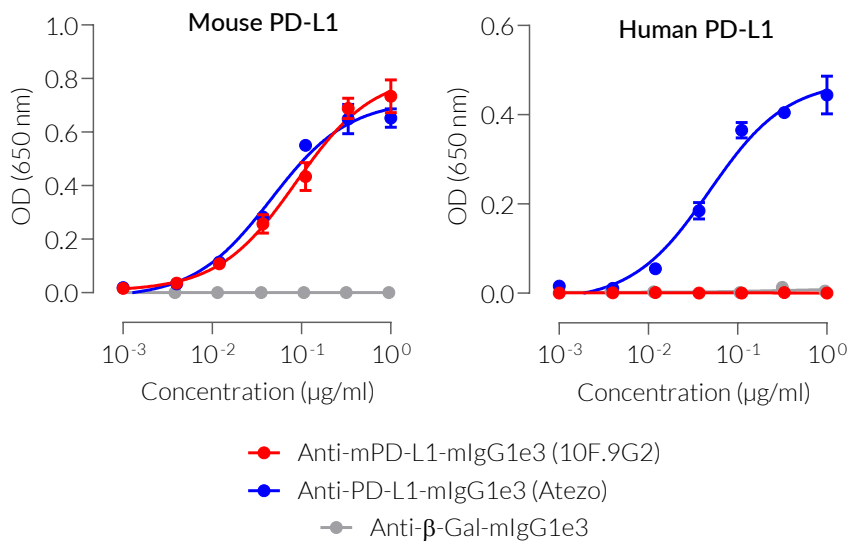 Mouse PD-L1
Human PD-L1
OD (650 nm)
1.0
0.8
0.6
0.4
0.2
0.0
10⁻³ 10⁻² 10⁻¹ 10⁰
Concentration (µg/ml)
OD (650 nm)
0.6
0.4
0.2
0.0
10⁻³ 10⁻² 10⁻¹ 10⁰
Concentration (µg/ml)
Anti-mPD-L1-mIgG1e3 (10F.9G2)
Anti-PD-L1-mIgG1e3 (Atezo)
Anti-β-Gal-mIgG1e3